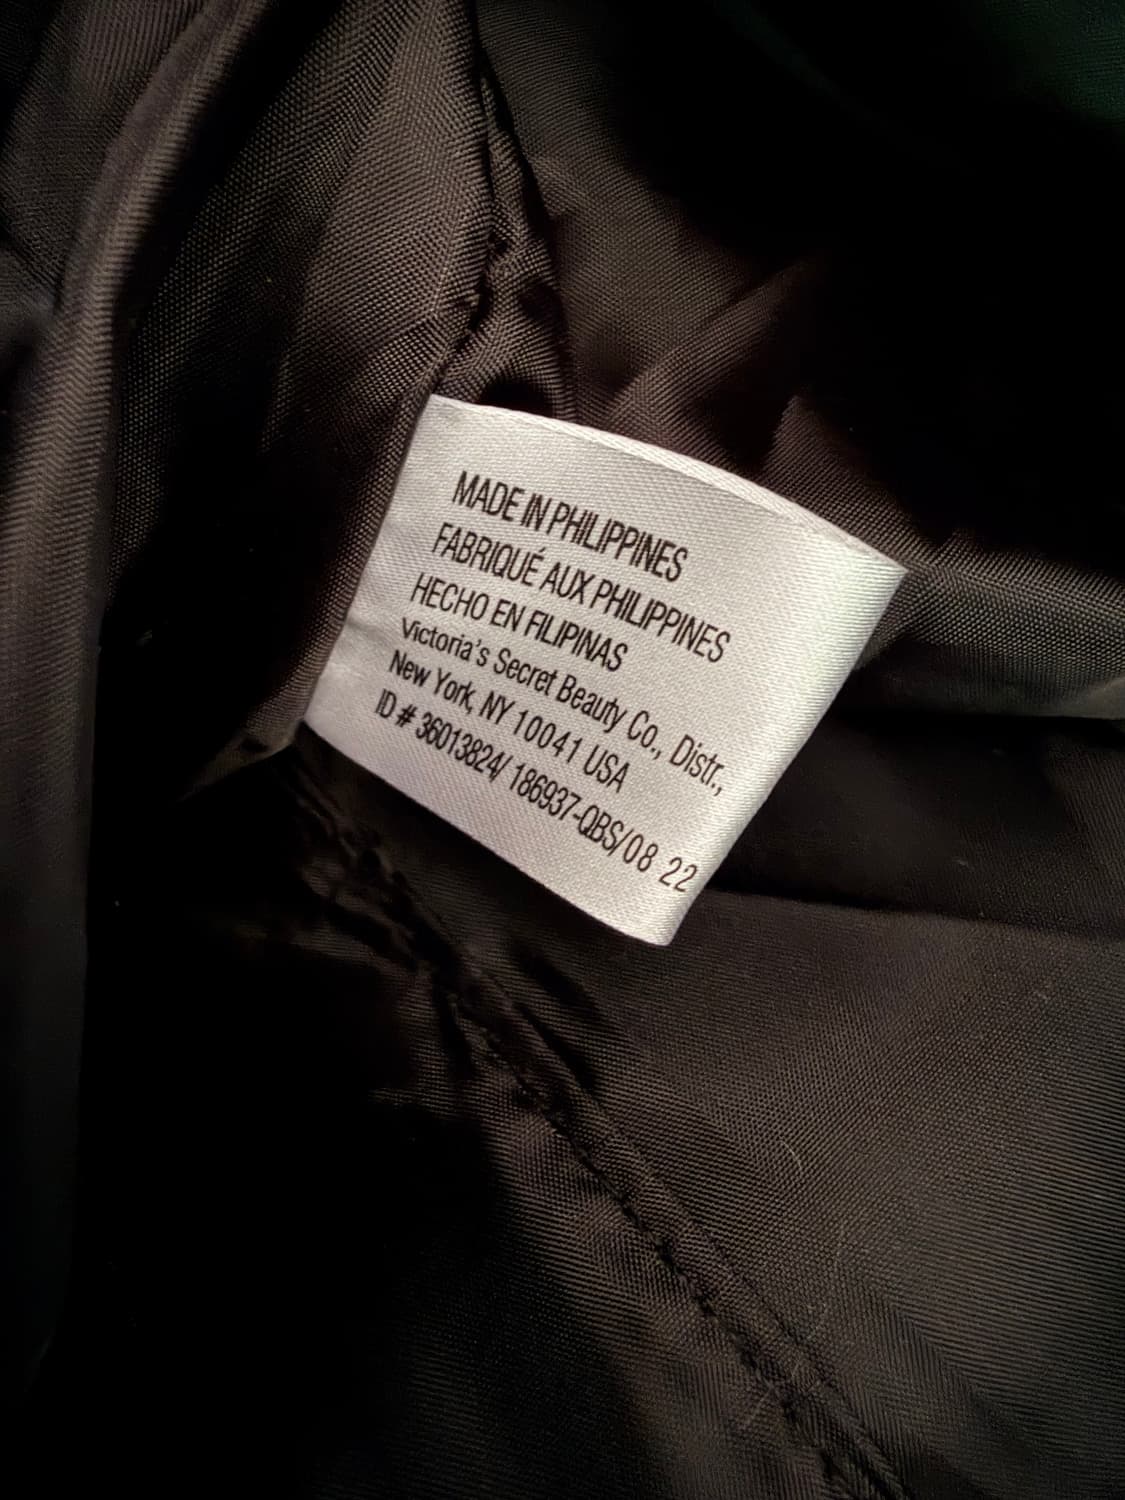 MADE IN PHILIPPINES
FABRIQUÉ AUX PHILIPPINES
HECHO EN FILIPINAS
Victoria's Secret Beauty Co., Distr.,
New York, NY 10041 USA
ID # 36013824/ 186937-QBS/08 22